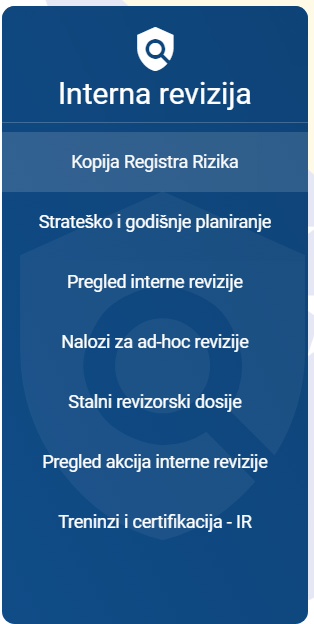 Interna revizija
Kopija Registra Rizika
Strateško i godišnje planiranje
Pregled interne revizije
Nalozi za ad-hoc revizije
Stalni revizorski dosije
Pregled akcija interne revizije
Treninzi i certifikacija - IR